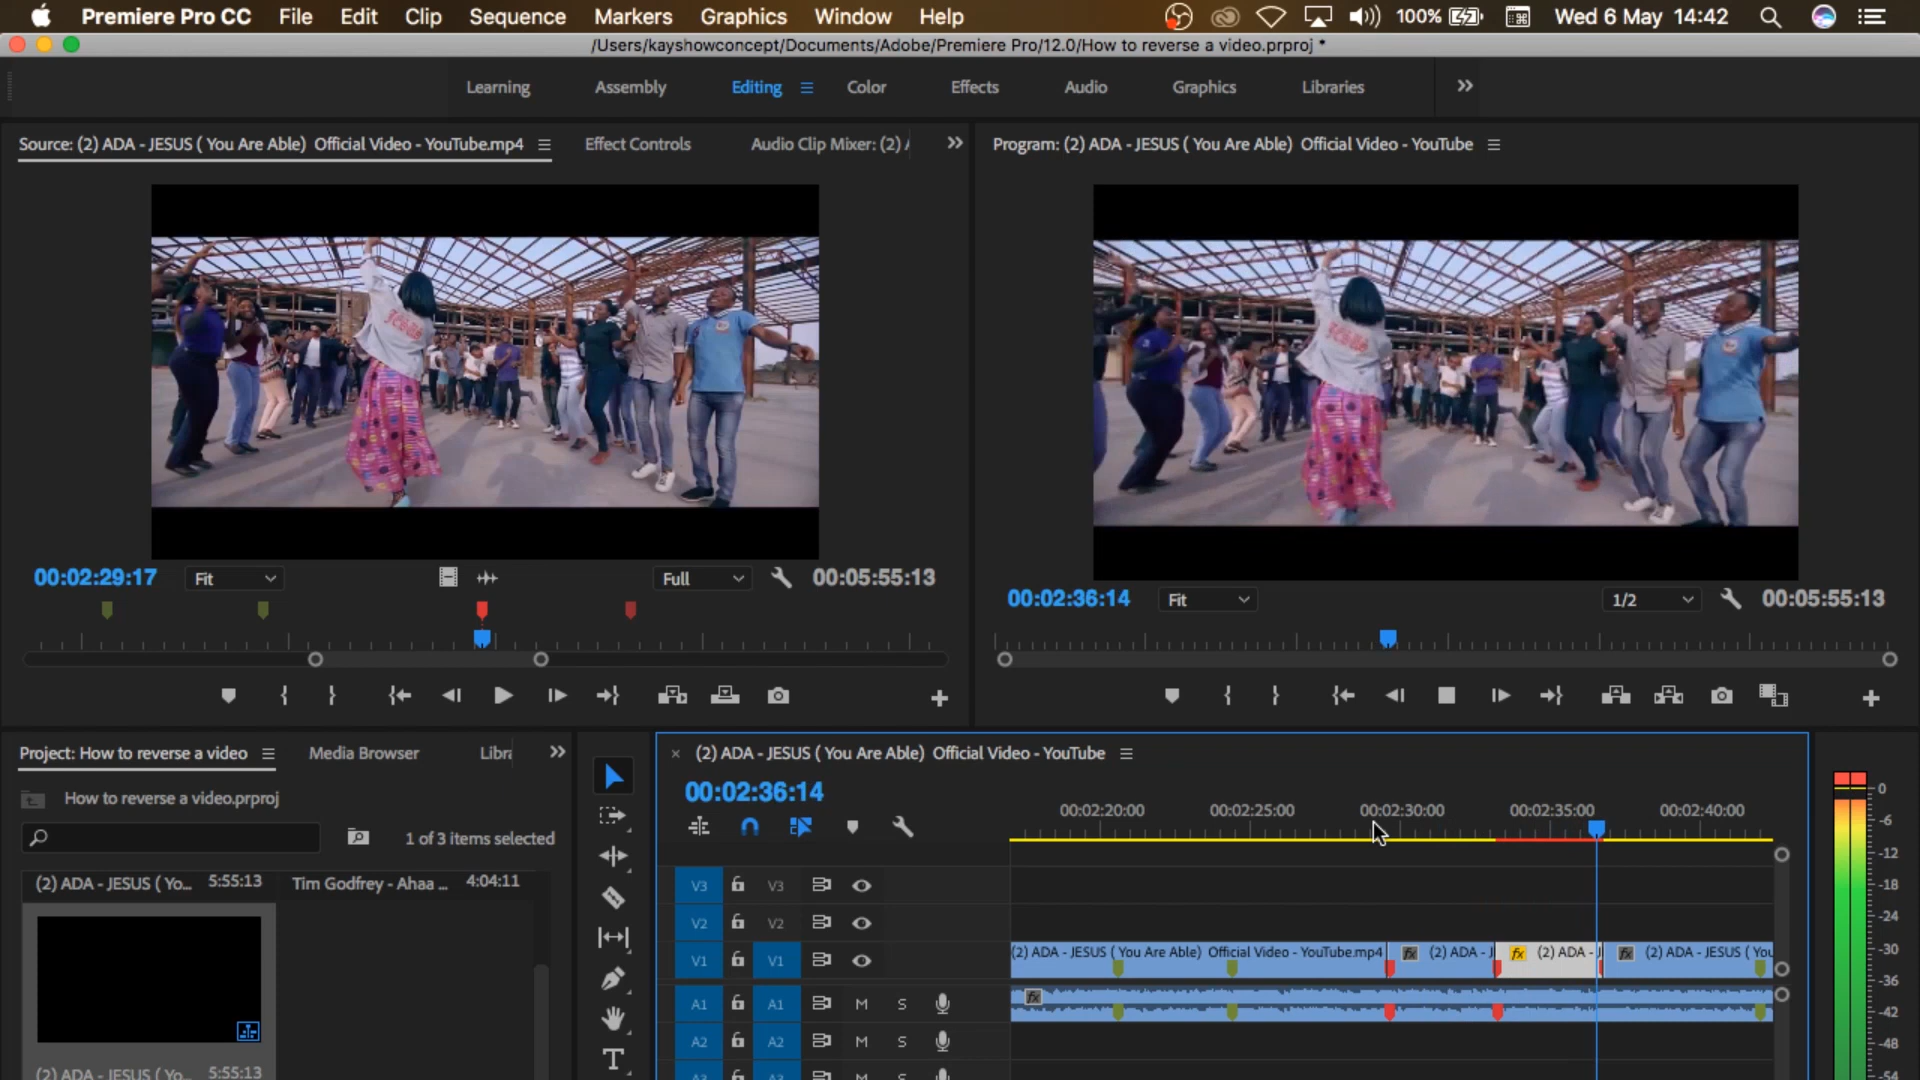 Premiere Pro CC File Edit Clip Sequence Markers Graphics Window Help 100% Wed 6 May 14:42
/Users/kayshowconcept/Documents/Adobe/Premiere Pro/12.0/How to reverse a video.prproj *
Learning Assembly Editing Color Effects Audio Graphics Libraries
Source: (2) ADA - JESUS ( You Are Able) Official Video - YouTube.mp4 Effect Controls Audio Clip Mixer: (2) Program: (2) ADA - JESUS ( You Are Able) Official Video - YouTube
00:02:29:17 Fit Full 00:05:55:13
00:02:36:14 Fit 1/2 00:05:55:13
Project: How to reverse a video Media Browser Libr
How to reverse a video.prproj
1 of 3 items selected
(2) ADA - JESUS ( Yo... 5:55:13 Tim Godfrey - Ahaa ... 4:04:11
(2) ADA - JESUS ( Yo... 5:55:13
(2) ADA - JESUS ( You Are Able) Official Video - YouTube
00:02:36:14
00:02:20:00 00:02:25:00 00:02:30:00 00:02:35:00 00:02:40:00
V3 V3
V2 V2
V1 V1 (2) ADA - JESUS ( You Are Able) Official Video - YouTube.mp4 fx (2) ADA - J fx (2) ADA - J fx (2) ADA - JESUS ( You
A1 A1 M S fx
A2 A2 M S
0
-6
-12
-18
-24
-30
-36
-42
-48
-54